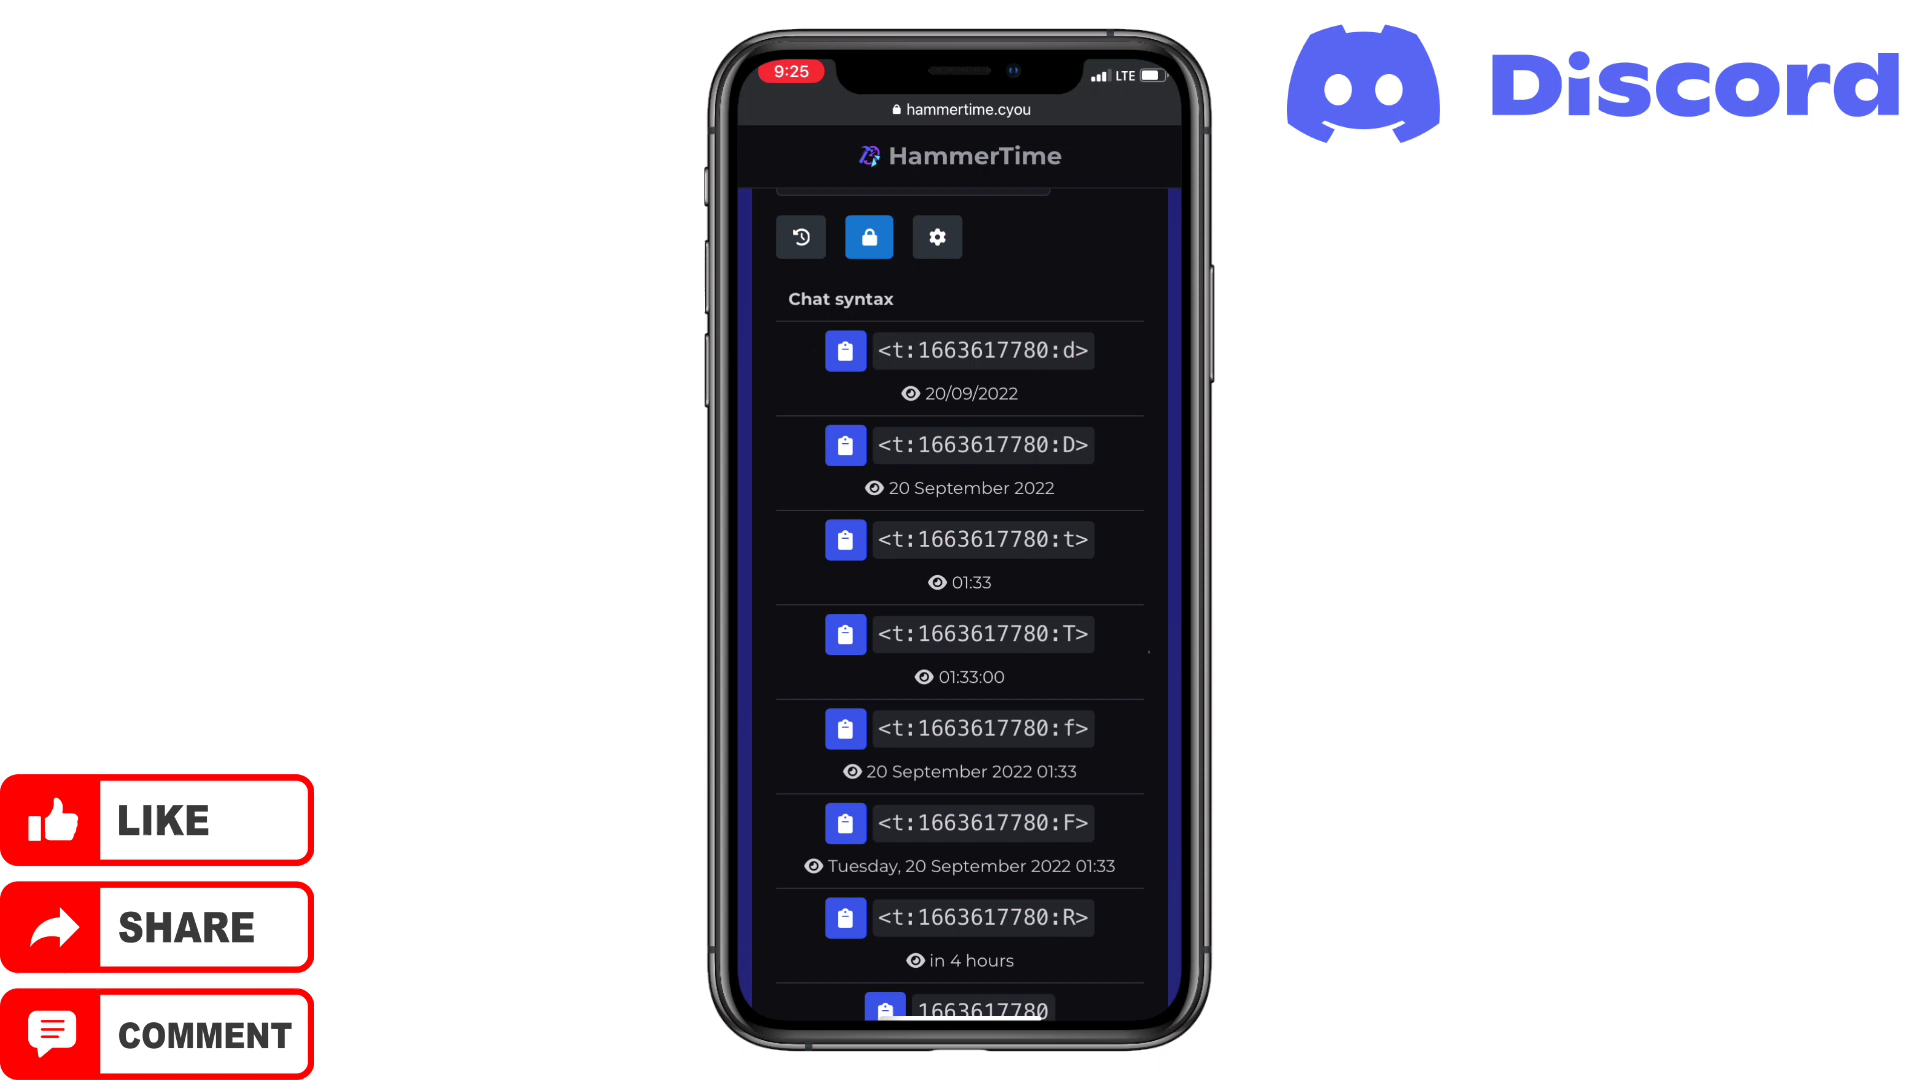 9:25
LTE
hammertime.cyou
HammerTime
Discord
Chat syntax
<t:1663617780:d>
20/09/2022
<t:1663617780:D>
20 September 2022
<t:1663617780:t>
01:33
<t:1663617780:T>
01:33:00
<t:1663617780:f>
20 September 2022 01:33
<t:1663617780:F>
Tuesday, 20 September 2022 01:33
<t:1663617780:R>
in 4 hours
1663617780
LIKE
SHARE
COMMENT